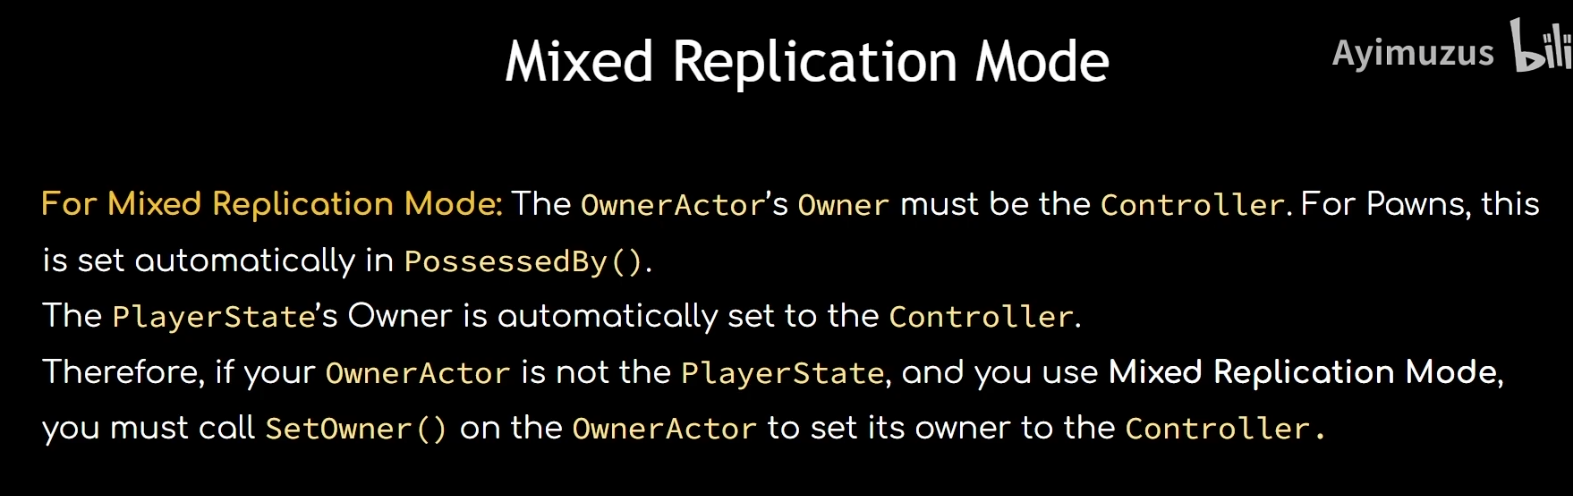 Mixed Replication Mode
Ayimuzus bili
For Mixed Replication Mode: The OwnerActor's Owner must be the Controller. For Pawns, this
is set automatically in PossessedBy().
The PlayerState's Owner is automatically set to the Controller.
Therefore, if your OwnerActor is not the PlayerState, and you use Mixed Replication Mode,
you must call SetOwner() on the OwnerActor to set its owner to the Controller.